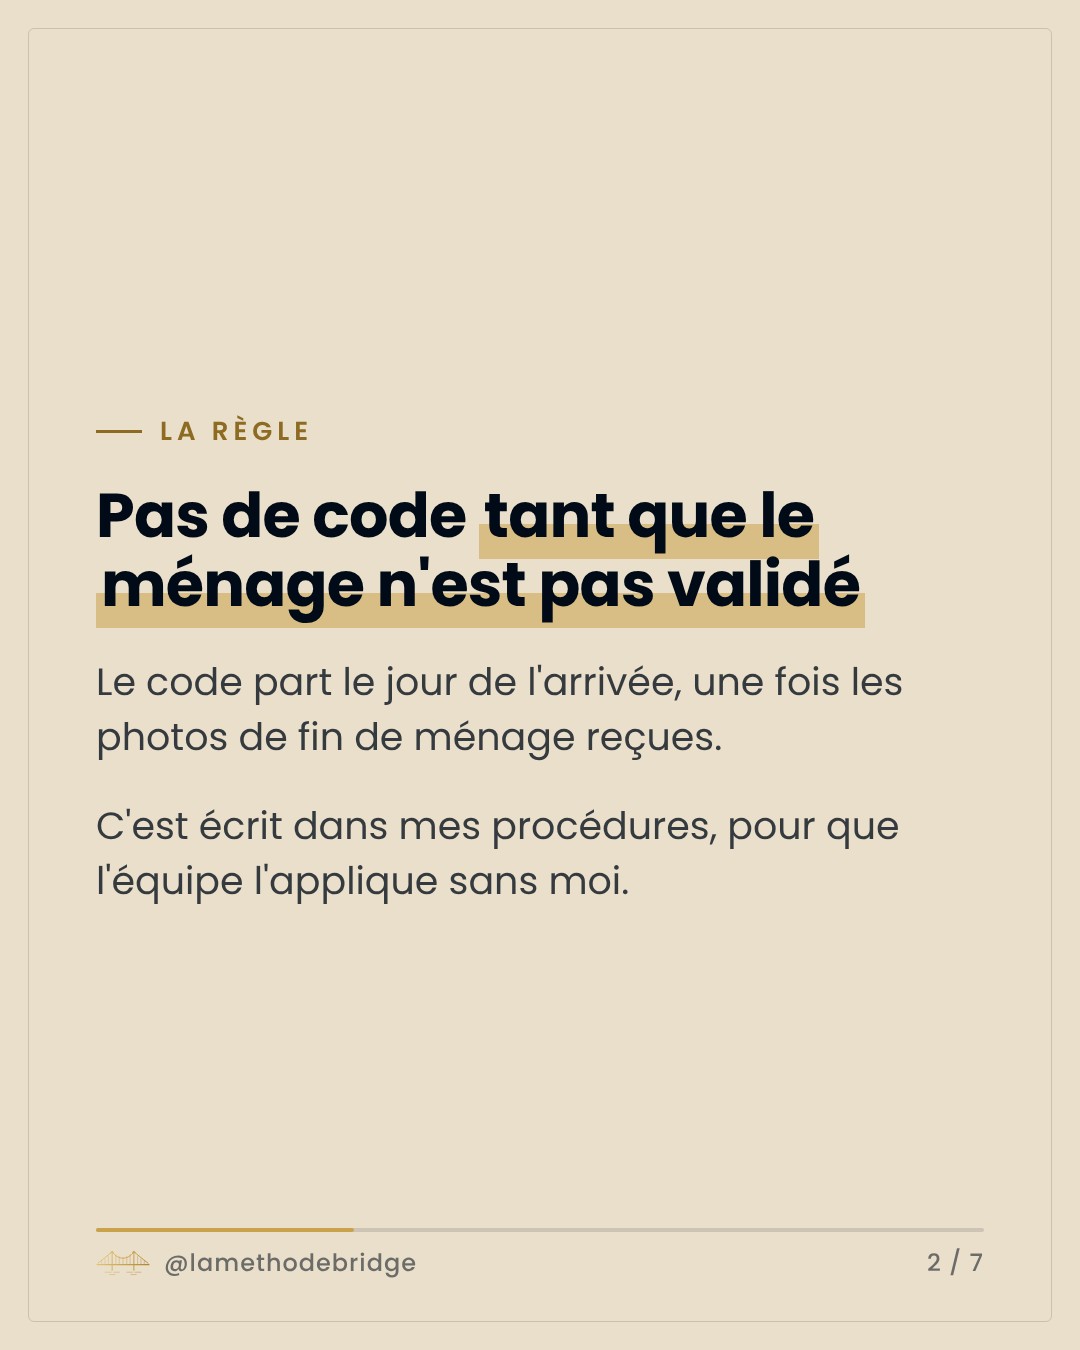 LA RÈGLE
Pas de code tant que le
ménage n'est pas validé
Le code part le jour de l'arrivée, une fois les
photos de fin de ménage reçues.
C'est écrit dans mes procédures, pour que
l'équipe l'applique sans moi.
@lamethodebridge
2 / 7